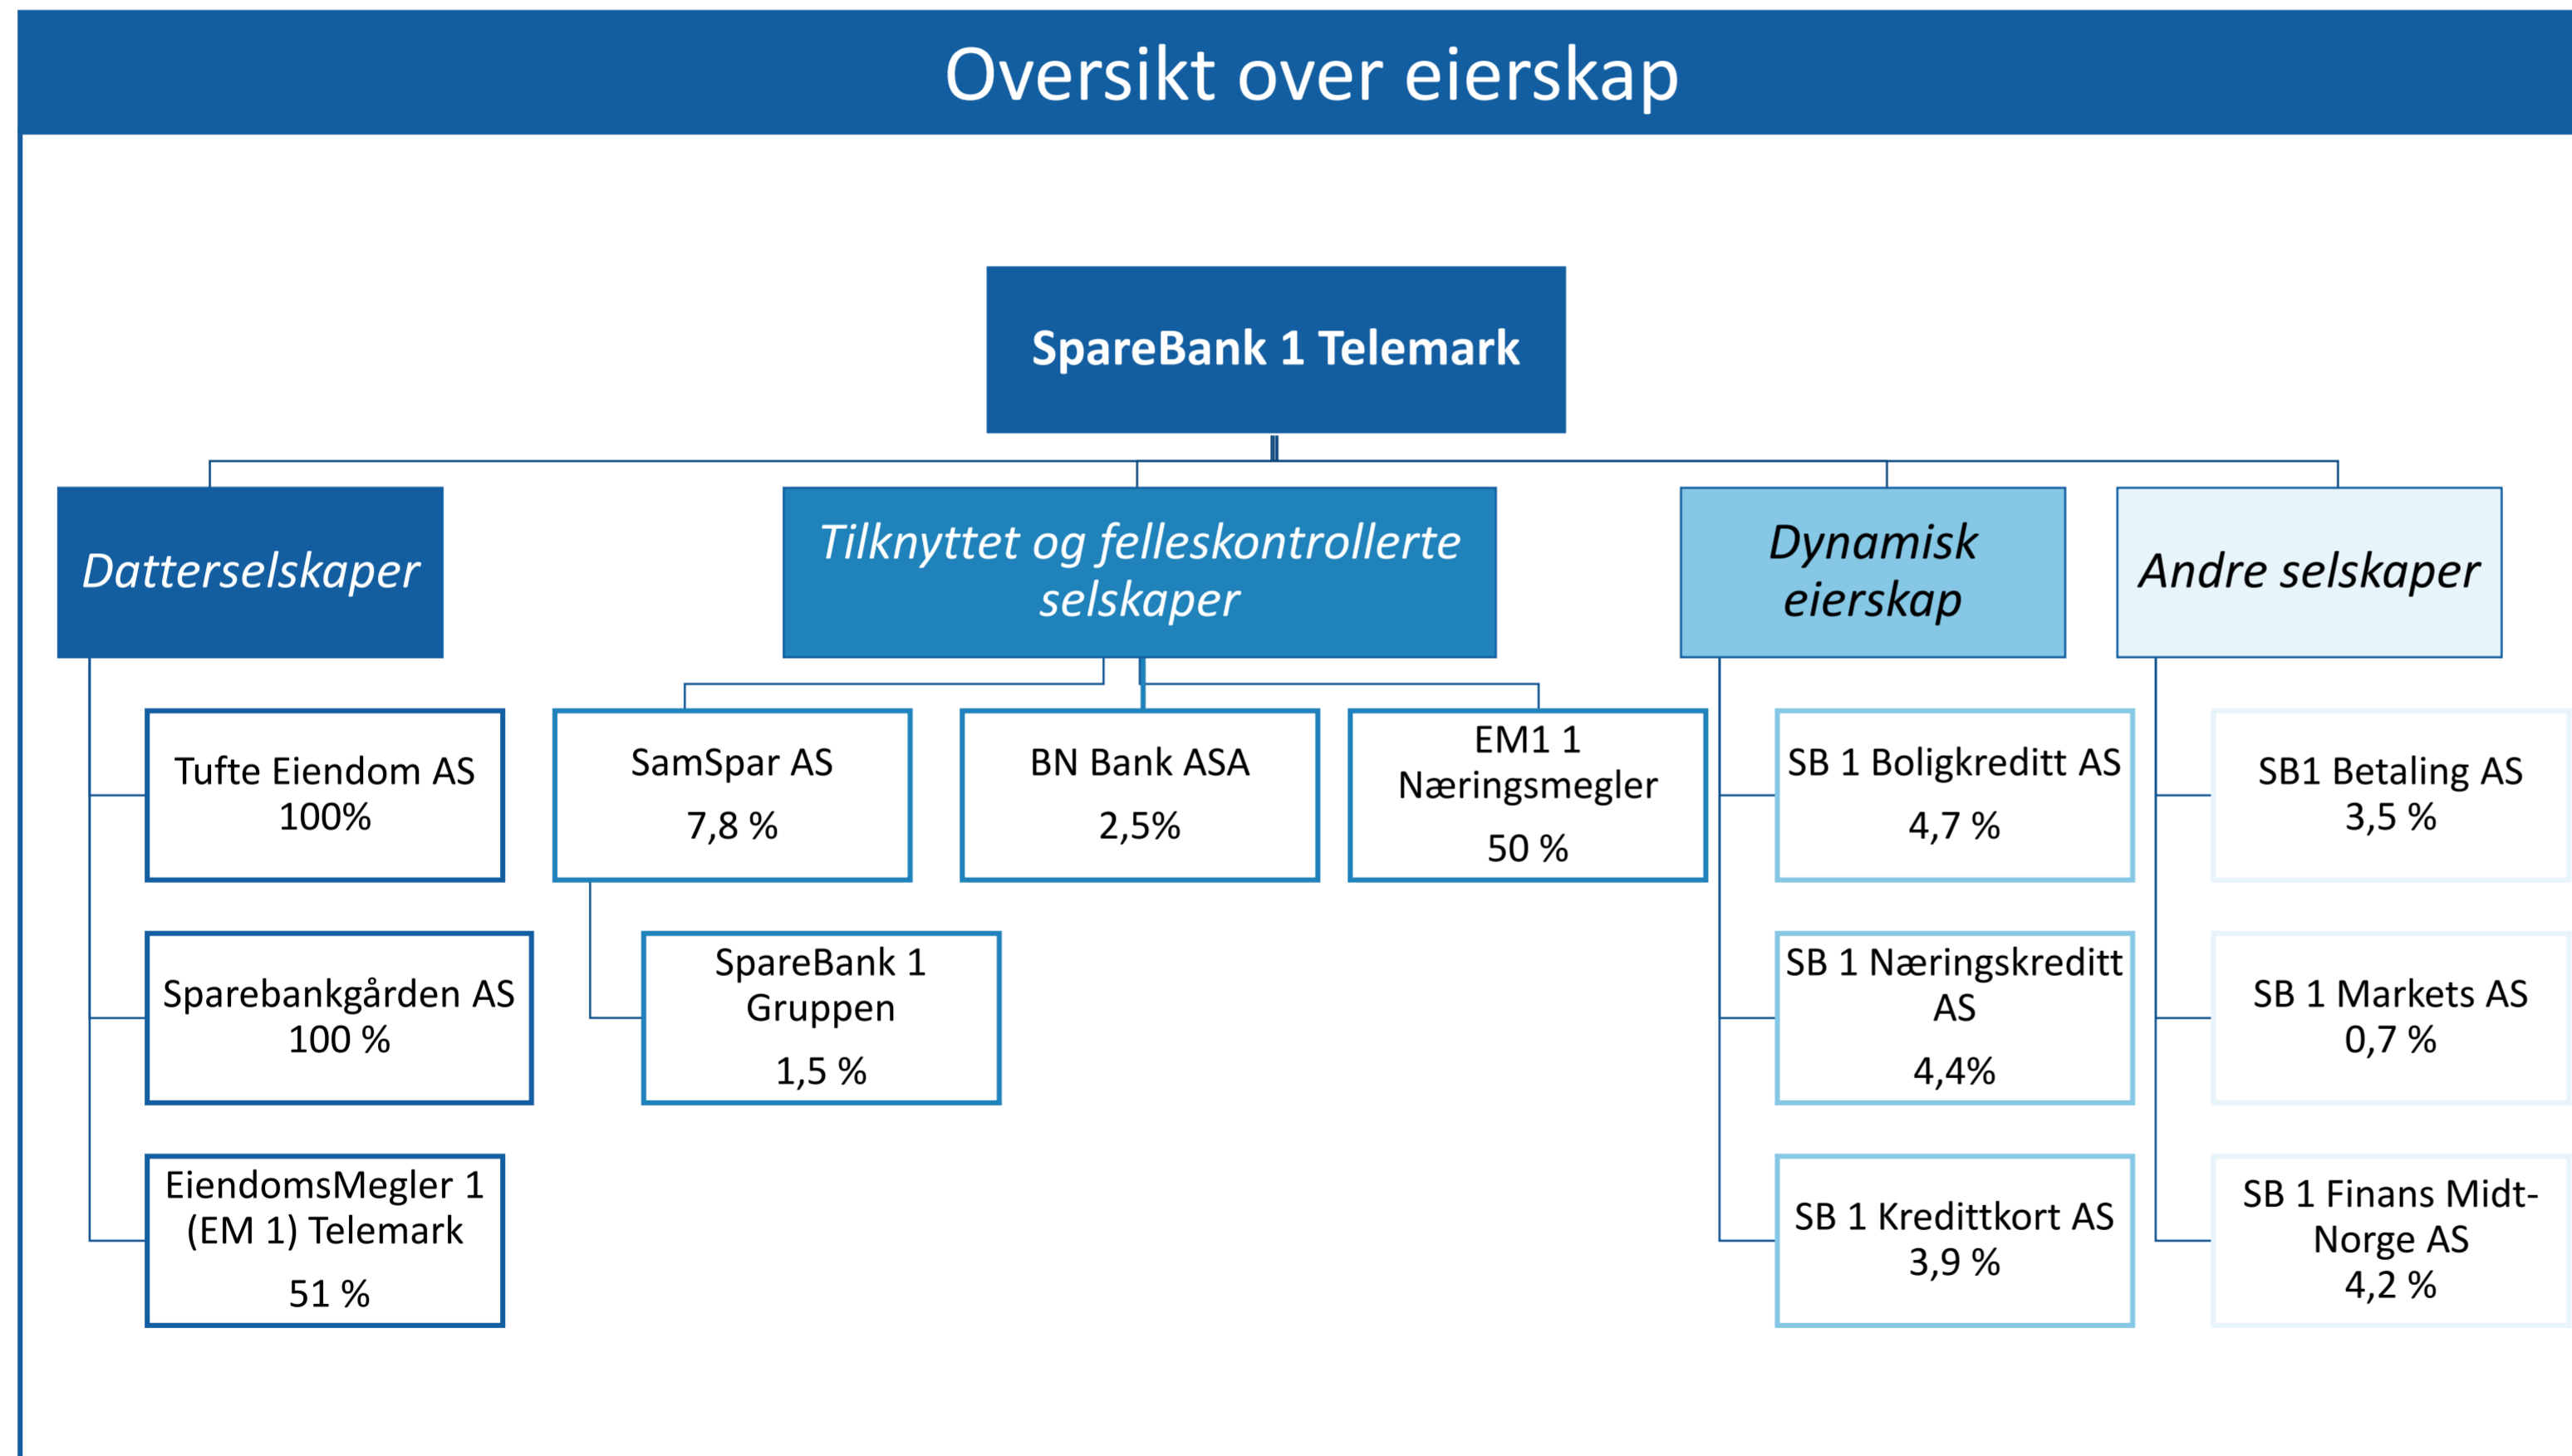 Oversikt over eierskap
SpareBank 1 Telemark
Datterselskaper
Tilknyttet og felleskontrollerte
selskaper
Dynamisk
eierskap
Andre selskaper
Tufte Eiendom AS
100%
SamSpar AS
7,8 %
BN Bank ASA
2,5%
EM1 1
Næringsmegler
50 %
SB 1 Boligkreditt AS
4,7 %
SB1 Betaling AS
3,5 %
Sparebankgården AS
100 %
SpareBank 1
Gruppen
1,5 %
SB 1 Næringskreditt
AS
4,4%
SB 1 Markets AS
0,7 %
EiendomsMegler 1
(EM 1) Telemark
51 %
SB 1 Kredittkort AS
3,9 %
SB 1 Finans Midt-
Norge AS
4,2 %